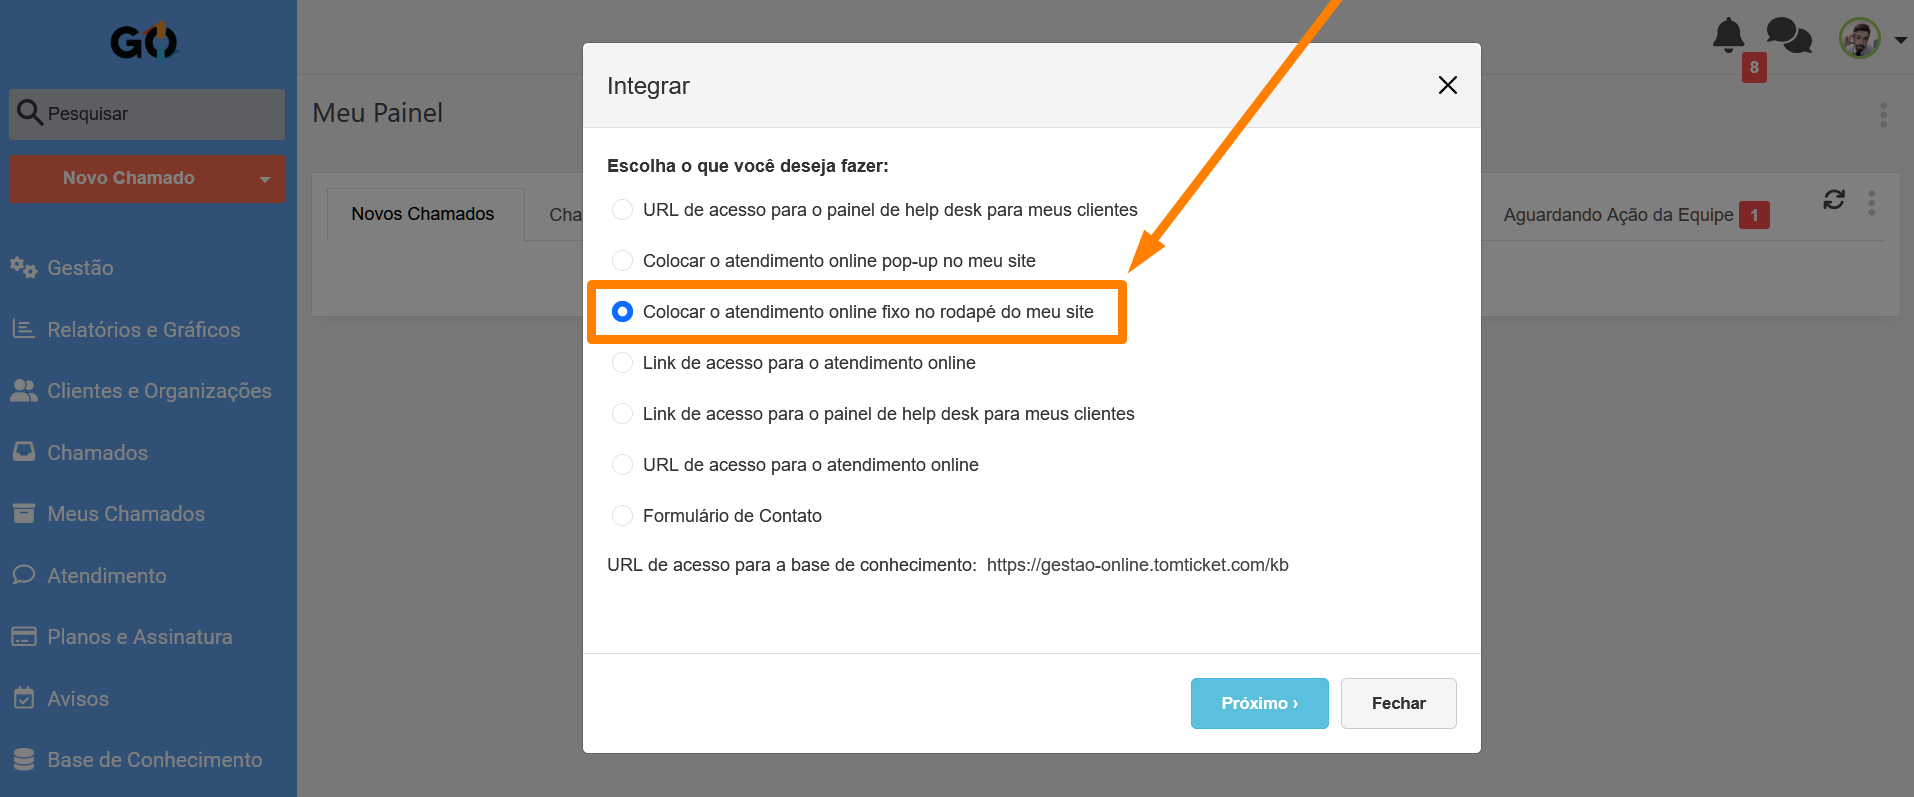 GO
Pesquisar
Novo Chamado
Gestão
Relatórios e Gráficos
Clientes e Organizações
Chamados
Meus Chamados
Atendimento
Planos e Assinatura
Avisos
Base de Conhecimento
8
Meu Painel
Novos Chamados
Cha
Aguardando Ação da Equipe 1
Integrar
Escolha o que você deseja fazer:
URL de acesso para o painel de help desk para meus clientes
Colocar o atendimento online pop-up no meu site
Colocar o atendimento online fixo no rodapé do meu site
Link de acesso para o atendimento online
Link de acesso para o painel de help desk para meus clientes
URL de acesso para o atendimento online
Formulário de Contato
URL de acesso para a base de conhecimento: https://gestao-online.tomticket.com/kb
Próximo ›
Fechar